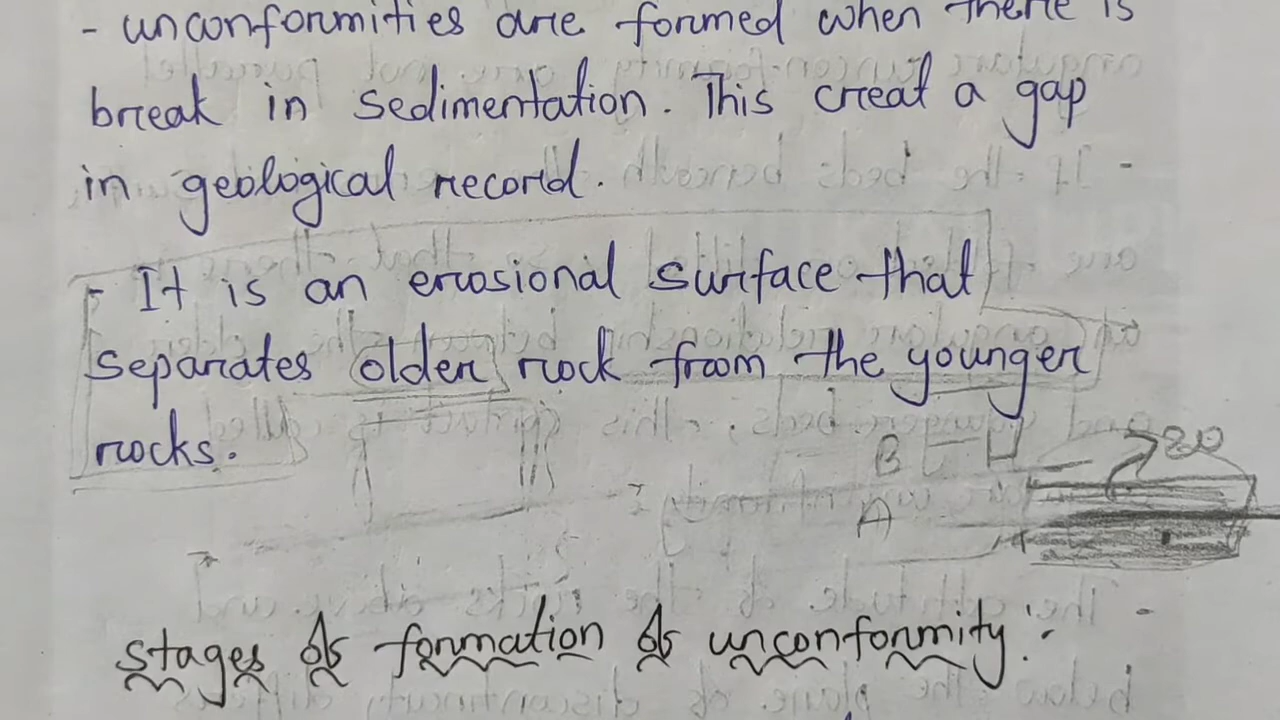 - unconformities are formed when there is
break in sedimentation. This creat a gap
in geological record.
- It is an erosional surface that
separates older rock from the younger
rocks.
B
80
A
stages of formation of unconformity :-